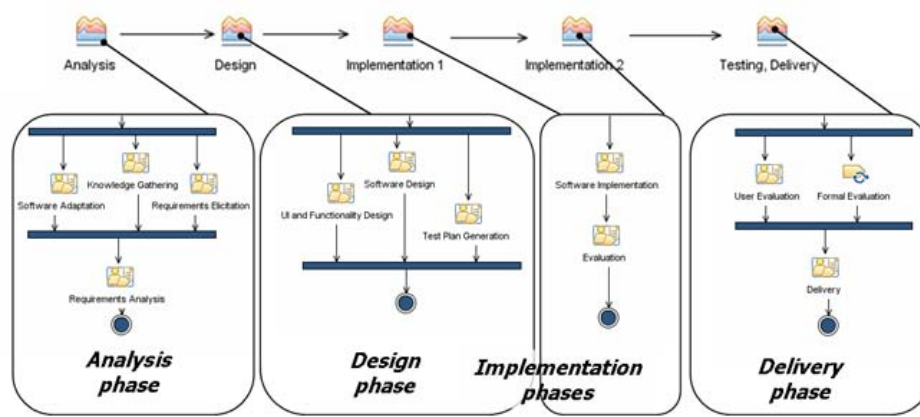 Analysis
Design
Implementation 1
Implementation 2
Testing, Delivery
Software Adaptation
Knowledge Gathering
Requirements Elicitation
Requirements Analysis
Analysis
phase
UI and Functionality Design
Software Design
Test Plan Generation
Design
phase
Software Implementation
Evaluation
Implementation
phases
User Evaluation
Formal Evaluation
Delivery
Delivery
phase